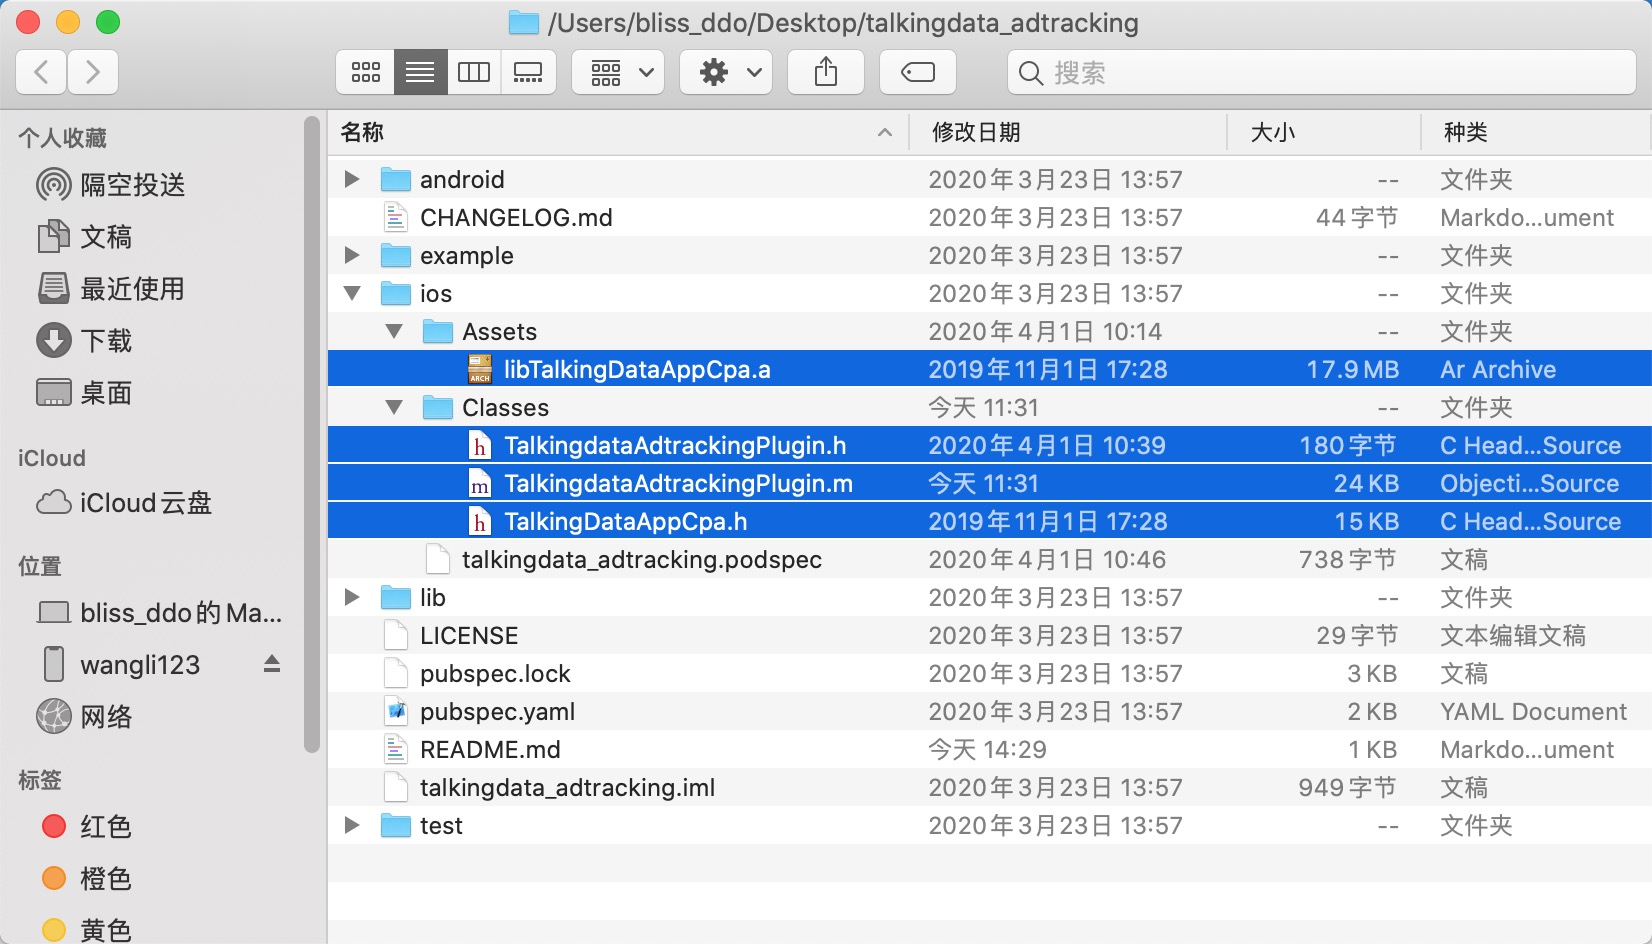 /Users/bliss_ddo/Desktop/talkingdata_adtracking
搜索
个人收藏
隔空投送
文稿
最近使用
下载
桌面
iCloud
iCloud云盘
位置
bliss_ddo的Ma...
wangli123
网络
标签
红色
橙色
黄色
名称 修改日期 大小 种类
android 2020年3月23日 13:57 -- 文件夹
CHANGELOG.md 2020年3月23日 13:57 44字节 Markdo...ument
example 2020年3月23日 13:57 -- 文件夹
ios 2020年3月23日 13:57 -- 文件夹
Assets 2020年4月1日 10:14 -- 文件夹
ARCH libTalkingDataAppCpa.a 2019年11月1日 17:28 17.9 MB Ar Archive
Classes 今天 11:31 -- 文件夹
h TalkingdataAdtrackingPlugin.h 2020年4月1日 10:39 180字节 C Head...Source
m TalkingdataAdtrackingPlugin.m 今天 11:31 24 KB Objecti...Source
h TalkingDataAppCpa.h 2019年11月1日 17:28 15 KB C Head...Source
talkingdata_adtracking.podspec 2020年4月1日 10:46 738字节 文稿
lib 2020年3月23日 13:57 -- 文件夹
LICENSE 2020年3月23日 13:57 29字节 文本编辑文稿
pubspec.lock 2020年3月23日 13:57 3 KB 文稿
pubspec.yaml 2020年3月23日 13:57 2 KB YAML Document
README.md 今天 14:29 1 KB Markdo...ument
talkingdata_adtracking.iml 2020年3月23日 13:57 949字节 文稿
test 2020年3月23日 13:57 -- 文件夹